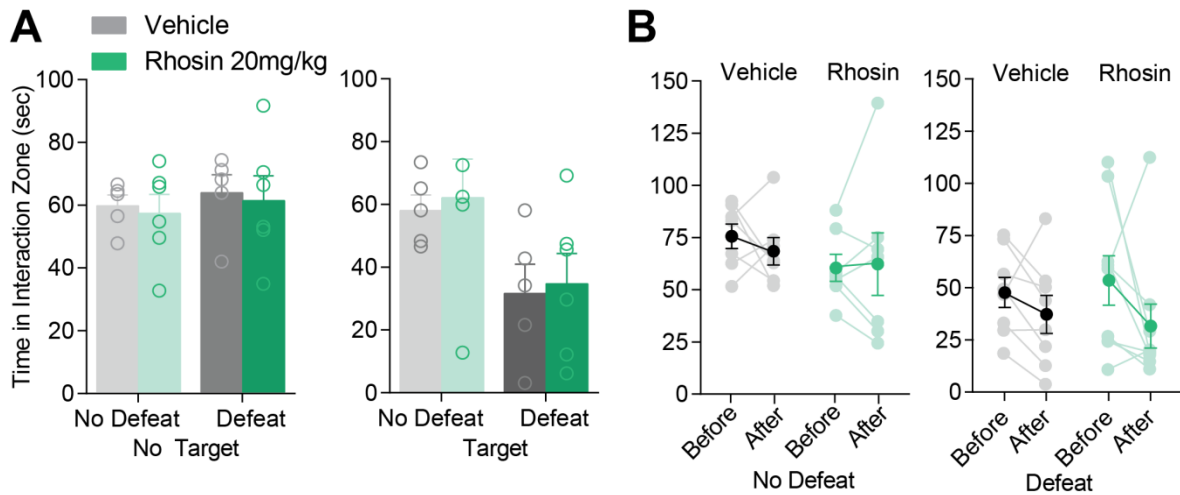 A
Vehicle
Rhosin 20mg/kg
Time in Interaction Zone (sec)
100
80
60
40
20
0
No Defeat
Defeat
No Target
100
80
60
40
20
0
No Defeat
Defeat
Target
B
Vehicle
Rhosin
150
125
100
75
50
25
0
Before
After
Before
After
No Defeat
Vehicle
Rhosin
150
125
100
75
50
25
0
Before
After
Before
After
Defeat